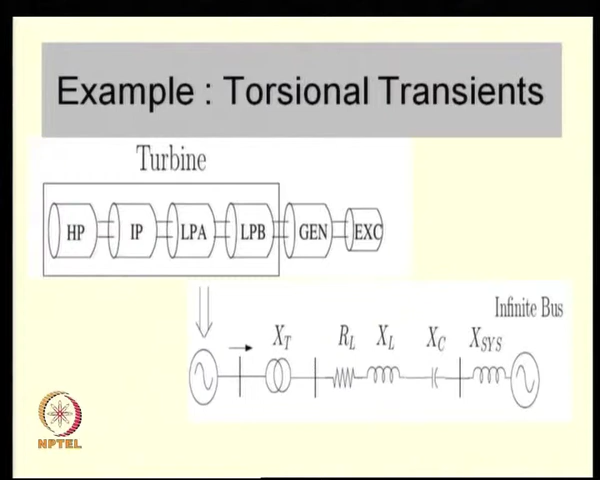 Example : Torsional Transients
Turbine
HP IP LPA LPB GEN EXC
Infinite Bus
X_T R_L X_L X_C X_SYS
NPTEL